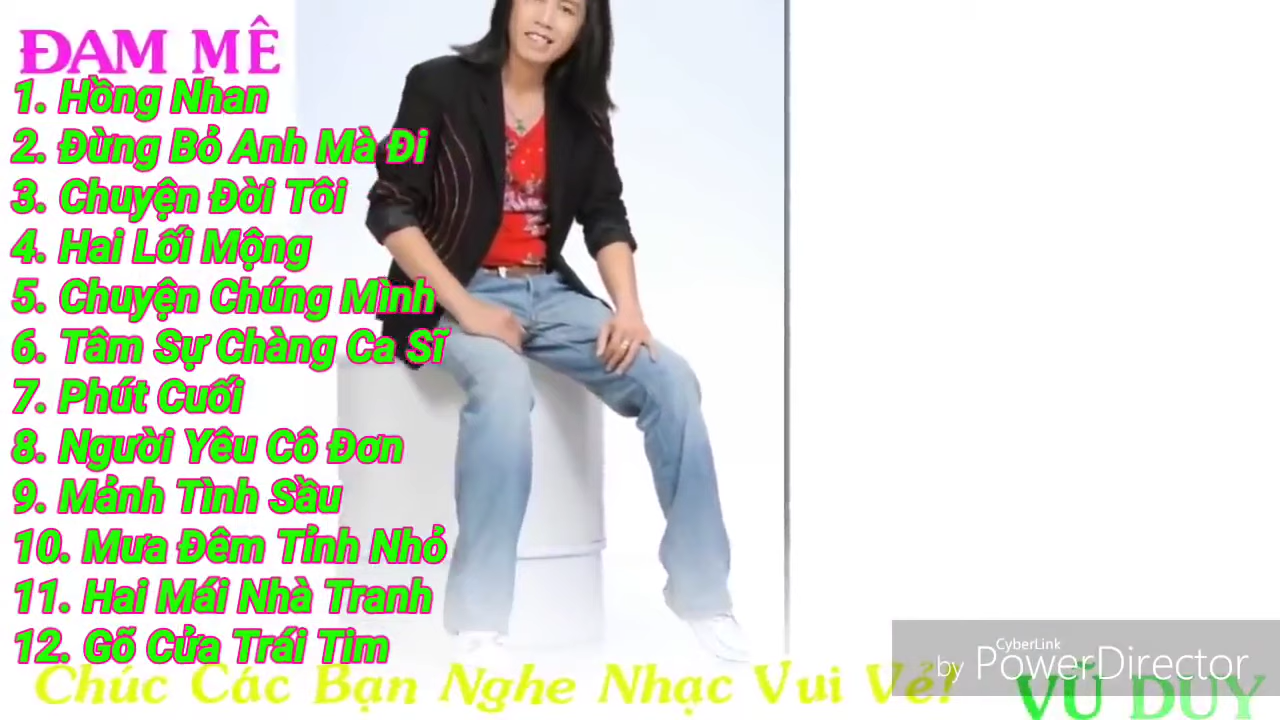 ĐAM MÊ
1. Hồng Nhan
2. Đừng Bỏ Anh Mà Đi
3. Chuyện Đời Tôi
4. Hai Lối Mộng
5. Chuyện Chúng Mình
6. Tâm Sự Chàng Ca Sĩ
7. Phút Cuối
8. Người Yêu Cô Đơn
9. Mảnh Tình Sầu
10. Mưa Đêm Tỉnh Nhỏ
11. Hai Mái Nhà Tranh
12. Gõ Cửa Trái Tim
Chúc Các Bạn Nghe Nhạc Vui Vẻ!
VŨ DUY
CyberLink
by PowerDirector